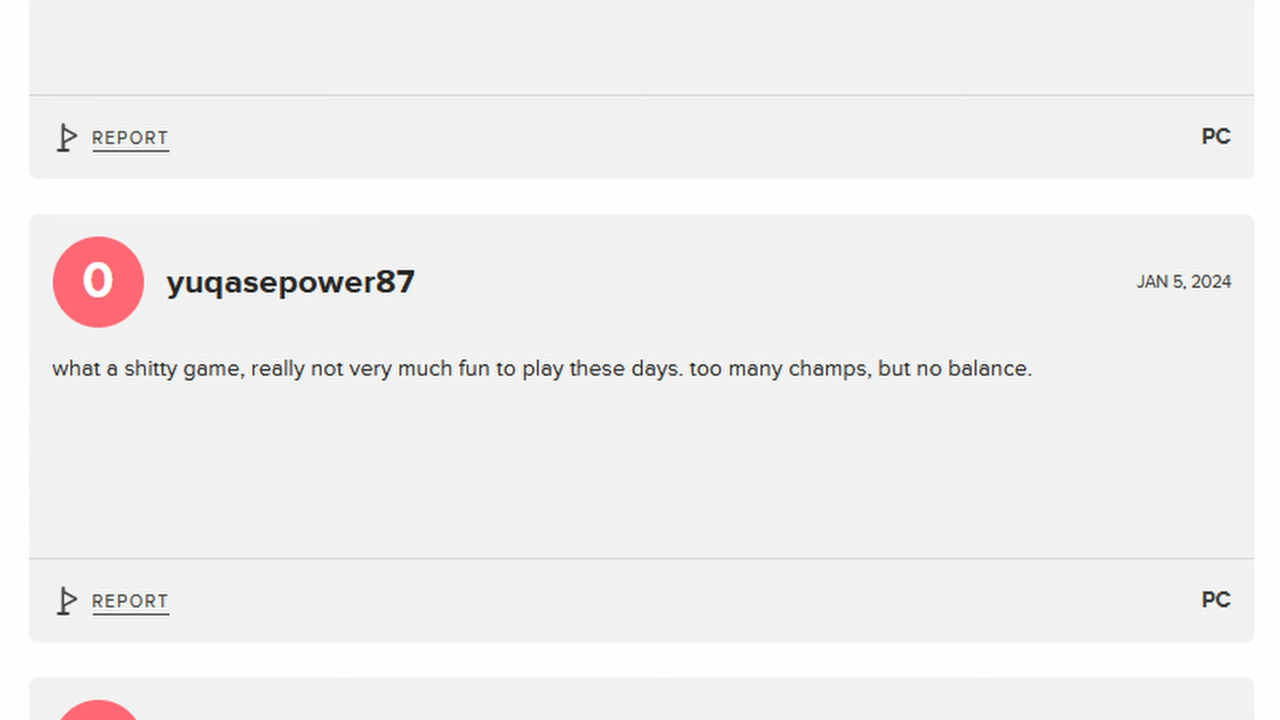 REPORT
PC
0
yuqasepower87
JAN 5, 2024
what a shitty game, really not very much fun to play these days. too many champs, but no balance.
REPORT
PC